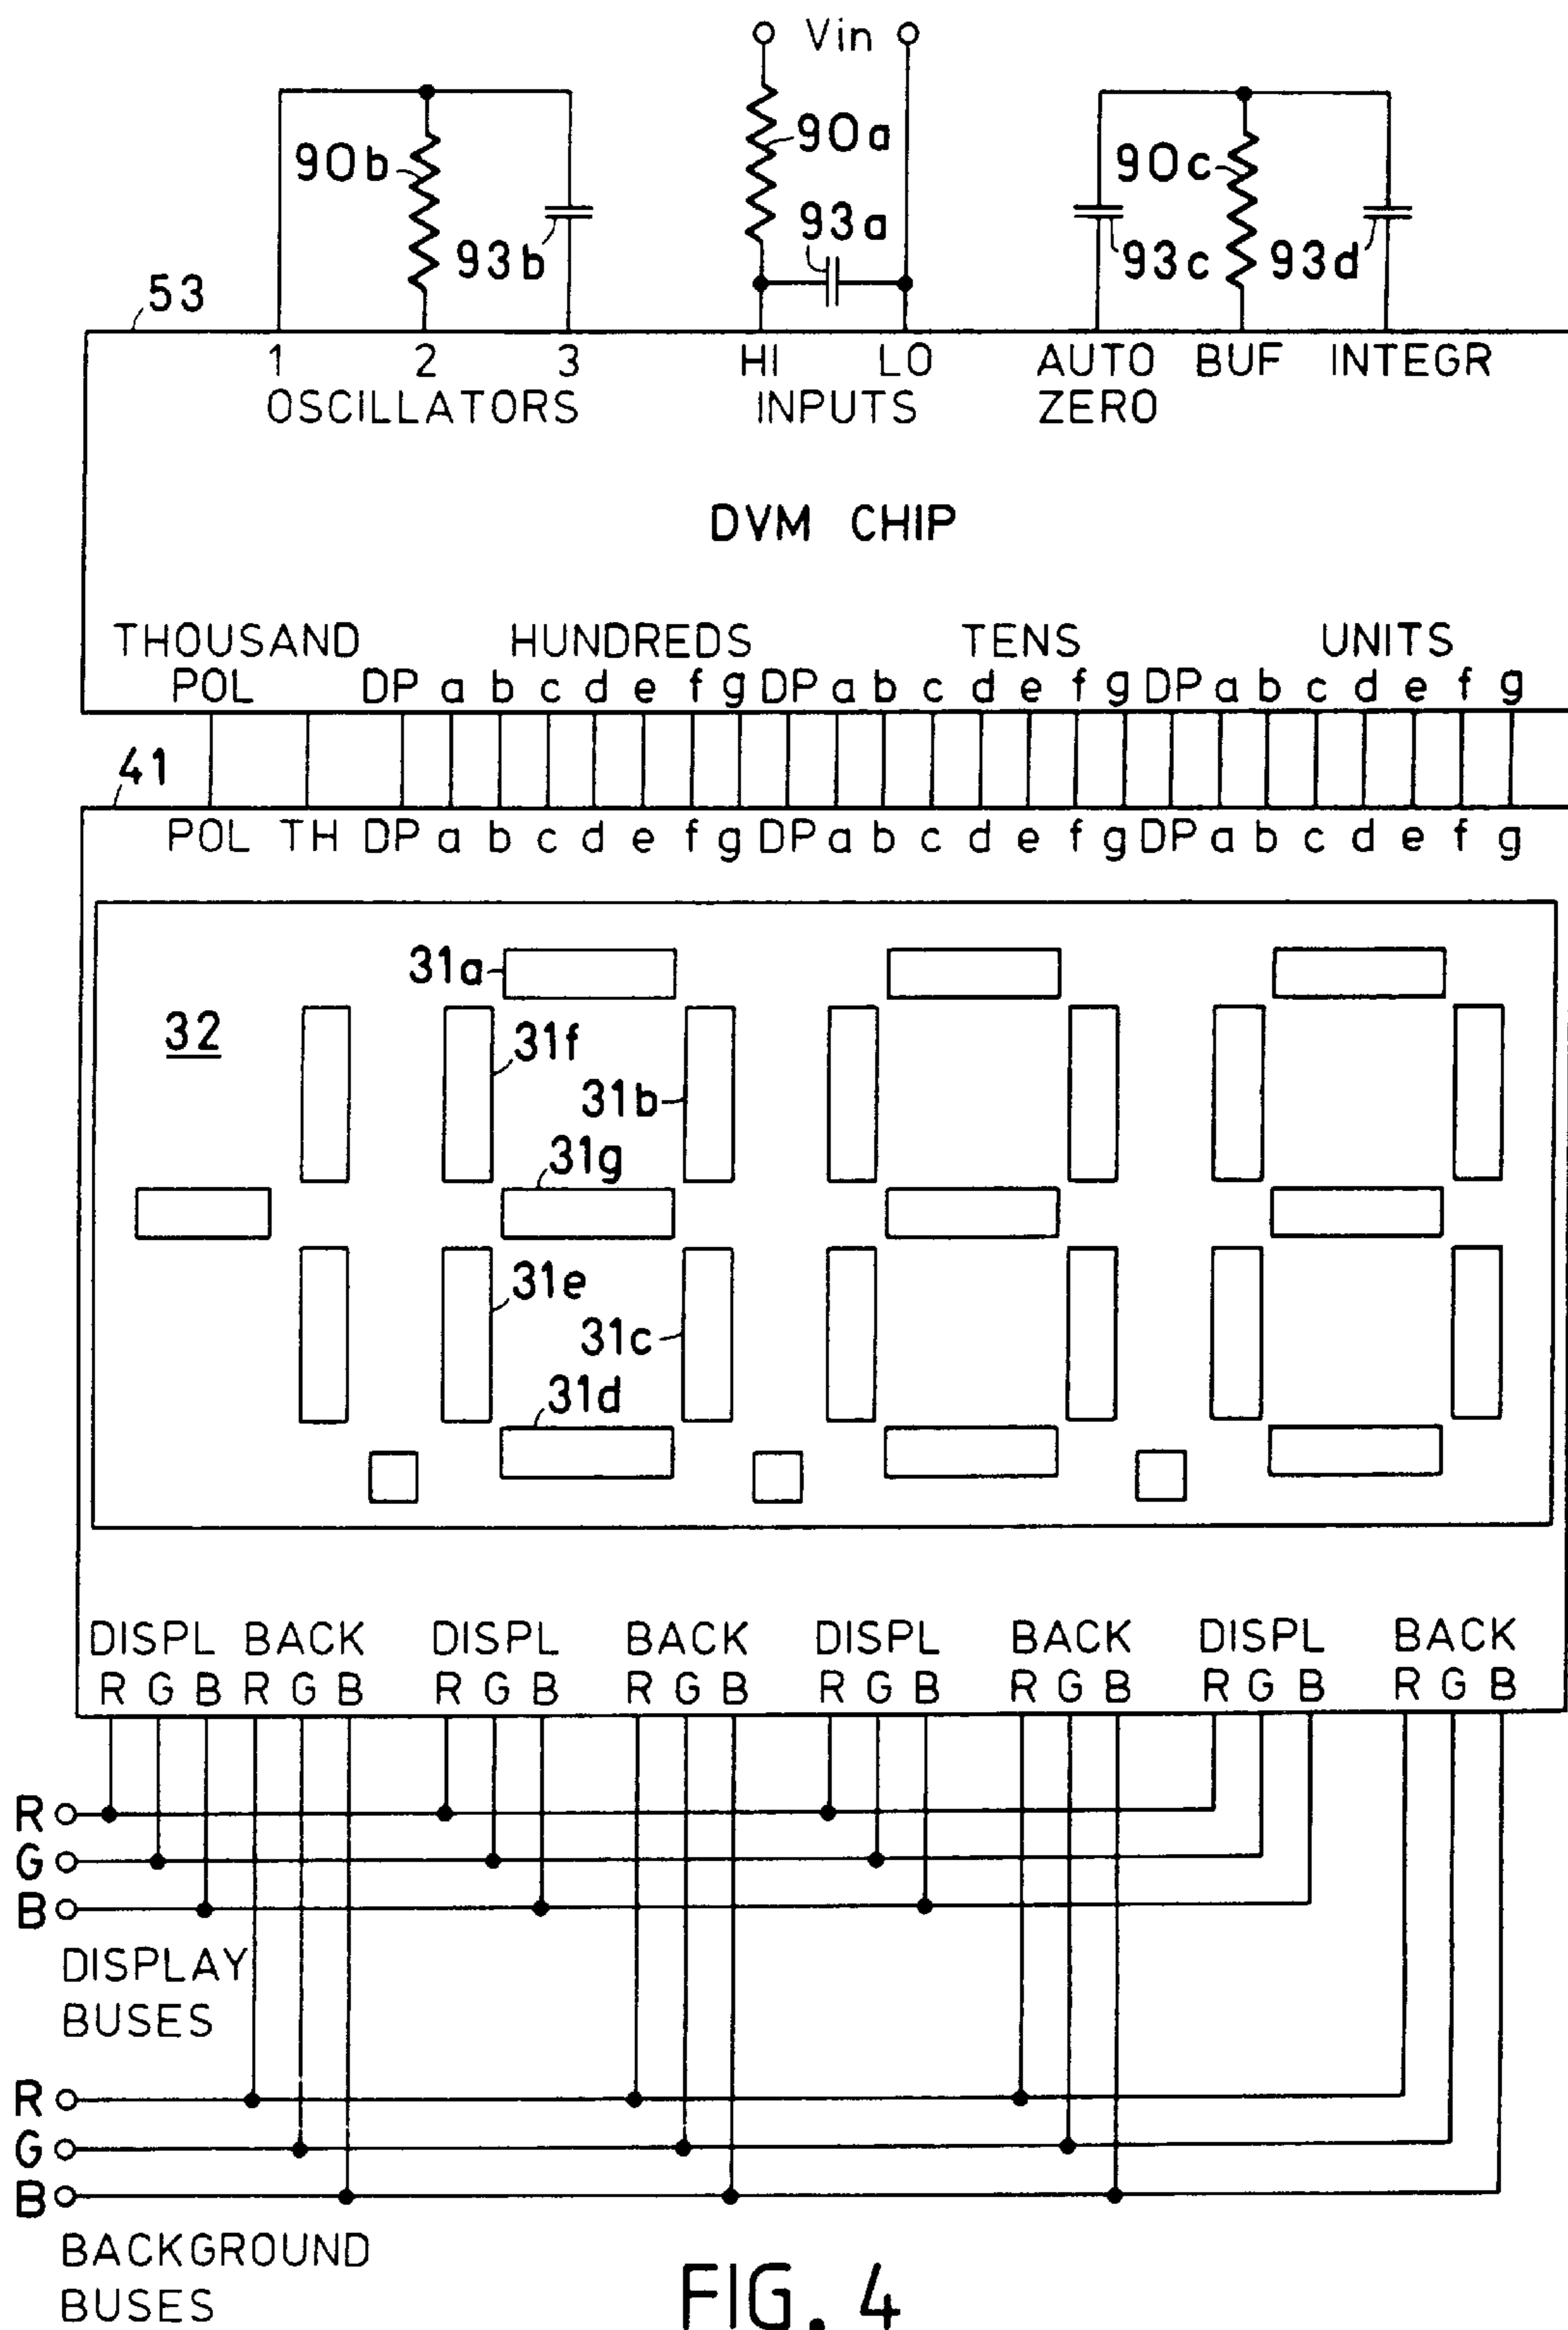 Vin
90b
90a
90c
93b
93a
93c
93d
53
1 2 3 HI LO AUTO BUF INTEGR
OSCILLATORS INPUTS ZERO
DVM CHIP
THOUSAND HUNDREDS TENS UNITS
POL DP a b c d e f g DP a b c d e f g DP a b c d e f g
41
POL TH DP a b c d e f g DP a b c d e f g DP a b c d e f g
31a
32
31f
31b
31g
31e
31c
31d
DISPL BACK DISPL BACK DISPL BACK DISPL BACK
R G B R G B R G B R G B R G B R G B R G B R G B
R
G
B
DISPLAY
BUSES
R
G
B
BACKGROUND
BUSES
FIG. 4